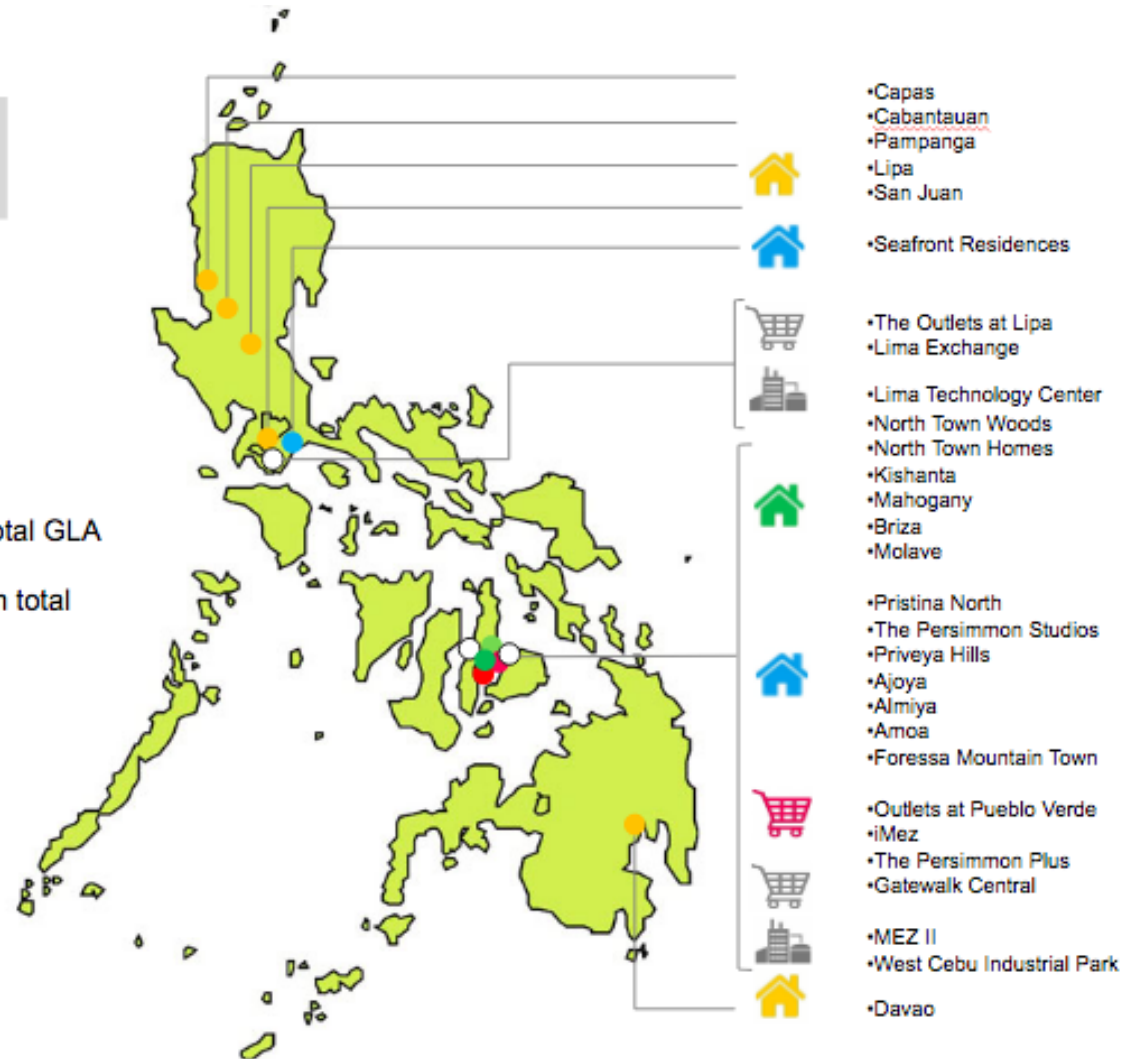 •Capas
•Cabantauan
•Pampanga
•Lipa
•San Juan
•Seafront Residences
•The Outlets at Lipa
•Lima Exchange
•Lima Technology Center
•North Town Woods
•North Town Homes
•Kishanta
•Mahogany
•Briza
•Molave
otal GLA
n total
•Pristina North
•The Persimmon Studios
•Priveya Hills
•Ajoya
•Almiya
•Amoa
•Foressa Mountain Town
•Outlets at Pueblo Verde
•iMez
•The Persimmon Plus
•Gatewalk Central
•MEZ II
•West Cebu Industrial Park
•Davao